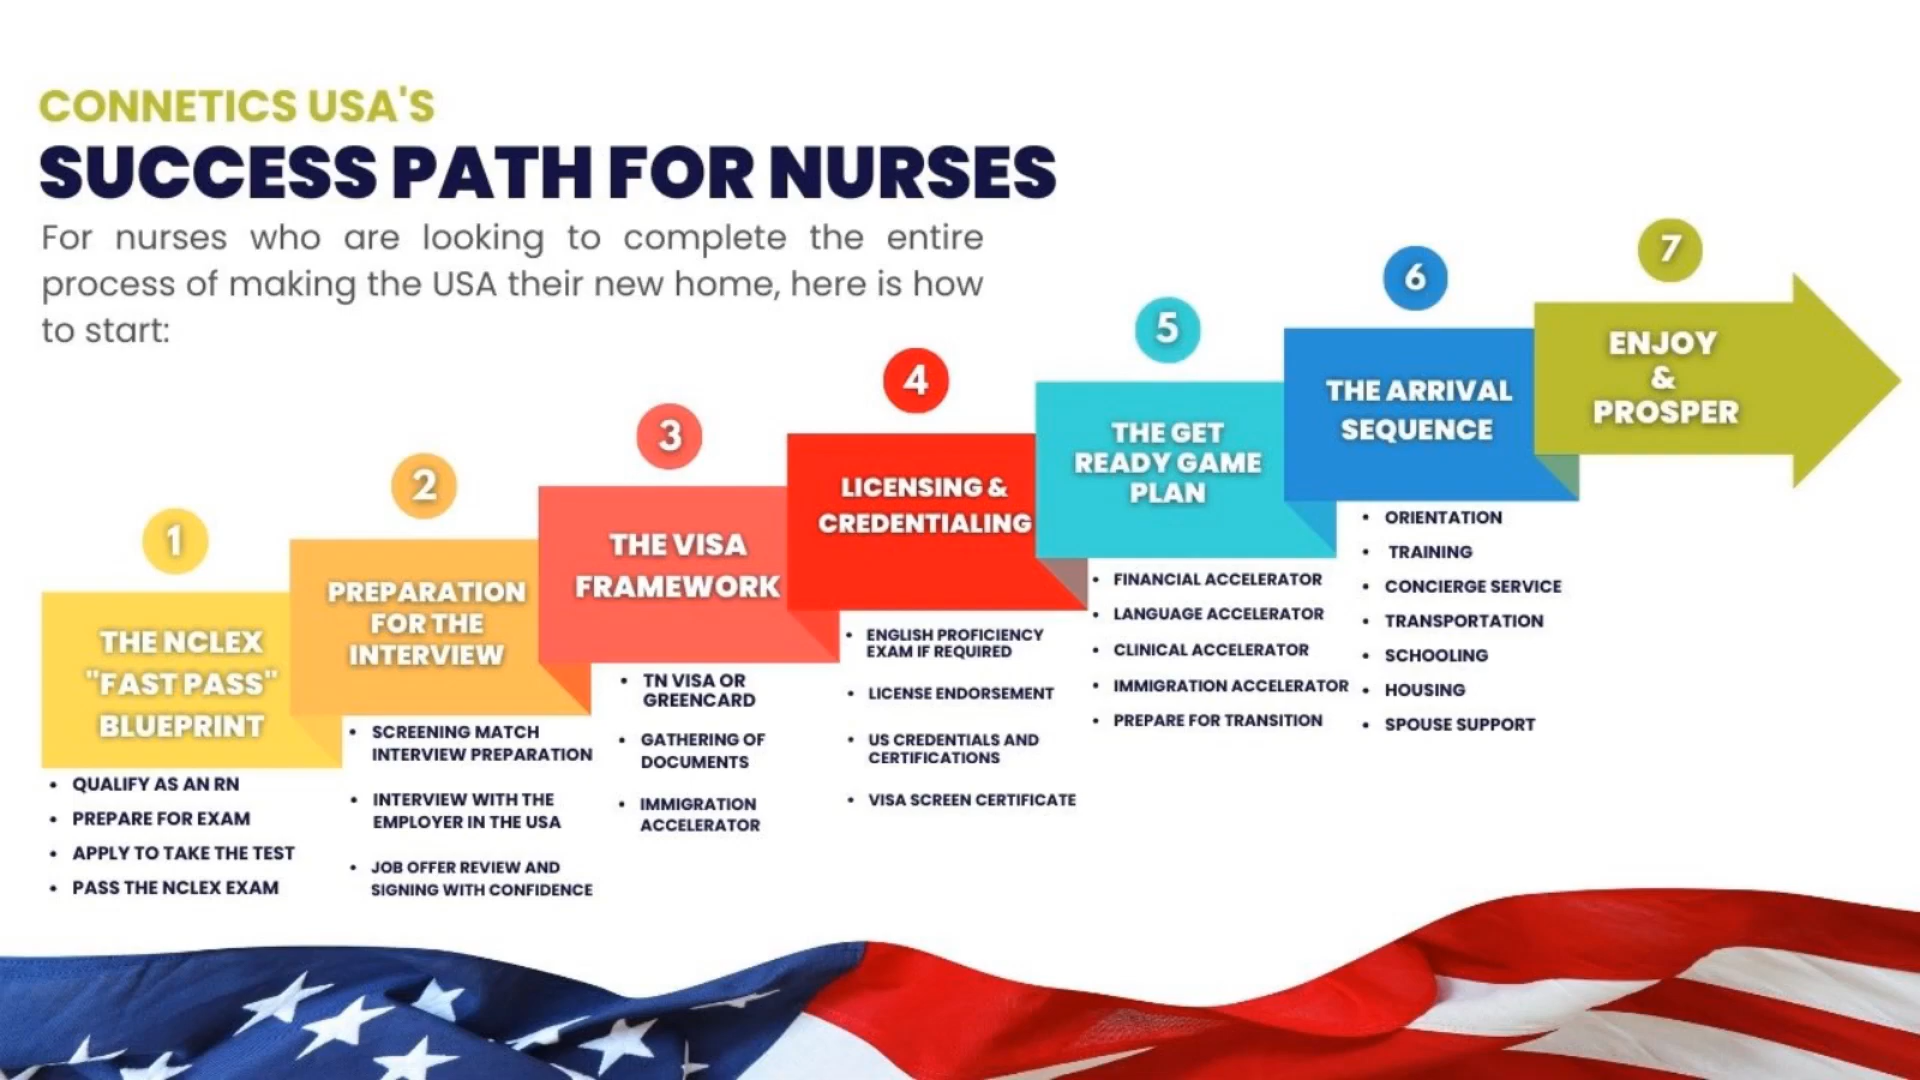 CONNETICS USA'S
SUCCESS PATH FOR NURSES
For nurses who are looking to complete the entire
process of making the USA their new home, here is how
to start:
1
THE NCLEX
"FAST PASS"
BLUEPRINT
• QUALIFY AS AN RN
• PREPARE FOR EXAM
• APPLY TO TAKE THE TEST
• PASS THE NCLEX EXAM
2
PREPARATION
FOR THE
INTERVIEW
• SCREENING MATCH
INTERVIEW PREPARATION
• INTERVIEW WITH THE
EMPLOYER IN THE USA
• JOB OFFER REVIEW AND
SIGNING WITH CONFIDENCE
3
THE VISA
FRAMEWORK
• TN VISA OR
GREENCARD
• GATHERING OF
DOCUMENTS
• IMMIGRATION
ACCELERATOR
4
LICENSING &
CREDENTIALING
• ENGLISH PROFICIENCY
EXAM IF REQUIRED
• LICENSE ENDORSEMENT
• US CREDENTIALS AND
CERTIFICATIONS
• VISA SCREEN CERTIFICATE
5
THE GET
READY GAME
PLAN
• FINANCIAL ACCELERATOR
• LANGUAGE ACCELERATOR
• CLINICAL ACCELERATOR
• IMMIGRATION ACCELERATOR
• PREPARE FOR TRANSITION
6
THE ARRIVAL
SEQUENCE
• ORIENTATION
• TRAINING
• CONCIERGE SERVICE
• TRANSPORTATION
• SCHOOLING
• HOUSING
• SPOUSE SUPPORT
7
ENJOY
&
PROSPER